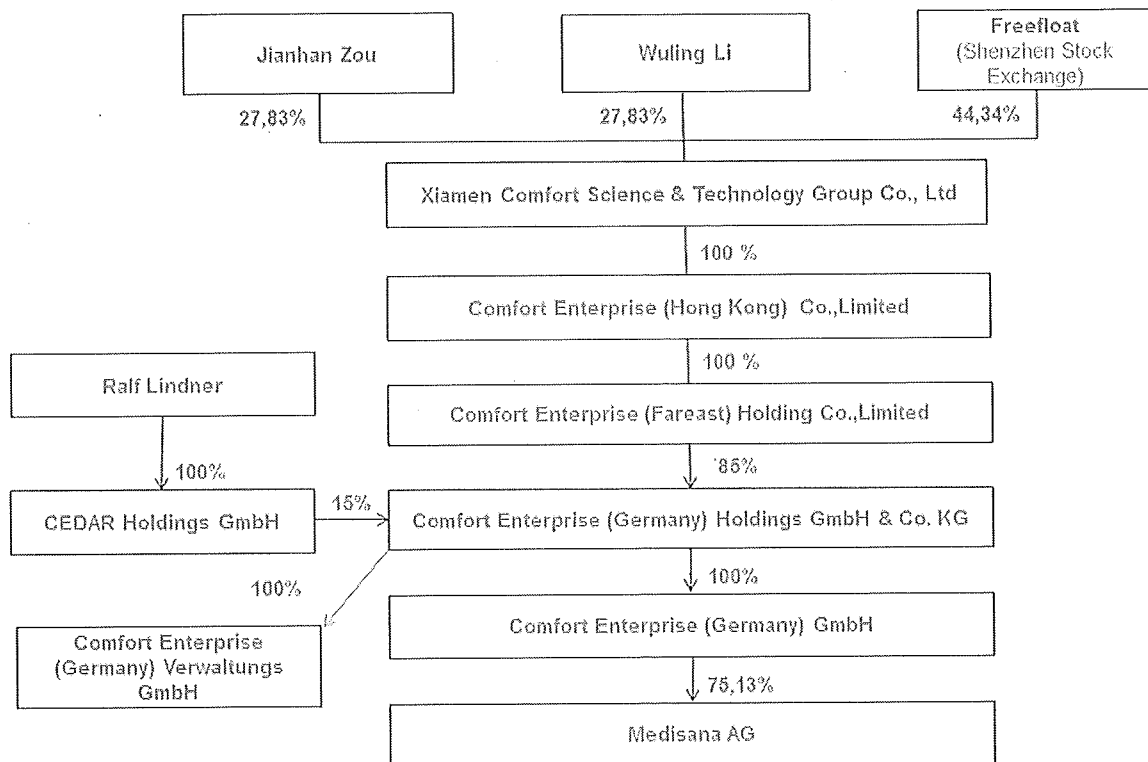 Jianhan Zou
Wuling Li
Freefloat
(Shenzhen Stock
Exchange)
27,83%
27,83%
44,34%
Xiamen Comfort Science & Technology Group Co., Ltd
100 %
Comfort Enterprise (Hong Kong) Co.,Limited
100 %
Ralf Lindner
Comfort Enterprise (Fareast) Holding Co.,Limited
100%
85%
CEDAR Holdings GmbH
15%
Comfort Enterprise (Germany) Holdings GmbH & Co. KG
100%
100%
Comfort Enterprise
(Germany) Verwaltungs
GmbH
Comfort Enterprise (Germany) GmbH
75,13%
Medisana AG